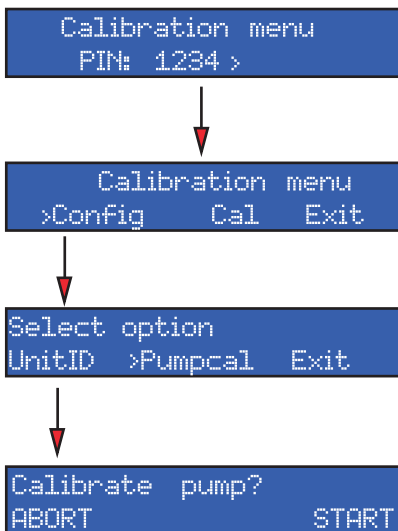 Calibration menu
PIN: 1234 >
Calibration menu
>Config Cal Exit
Select option
UnitID >Pumpcal Exit
Calibrate pump?
ABORT START